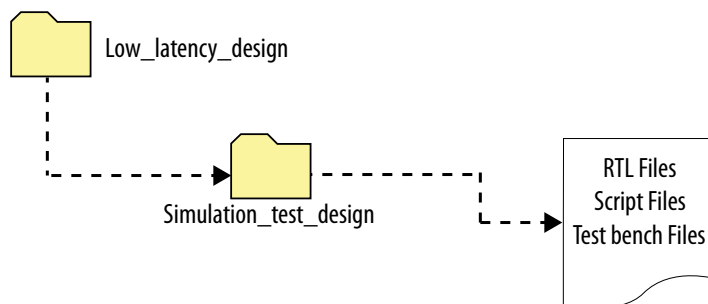 Low_latency_design
Simulation_test_design
RTL Files
Script Files
Test bench Files